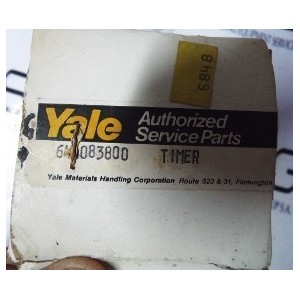 6848
Yale Authorized
Service Parts
TIMER
Yale Materials Handling Corporation Route 523 & 31, Flemington